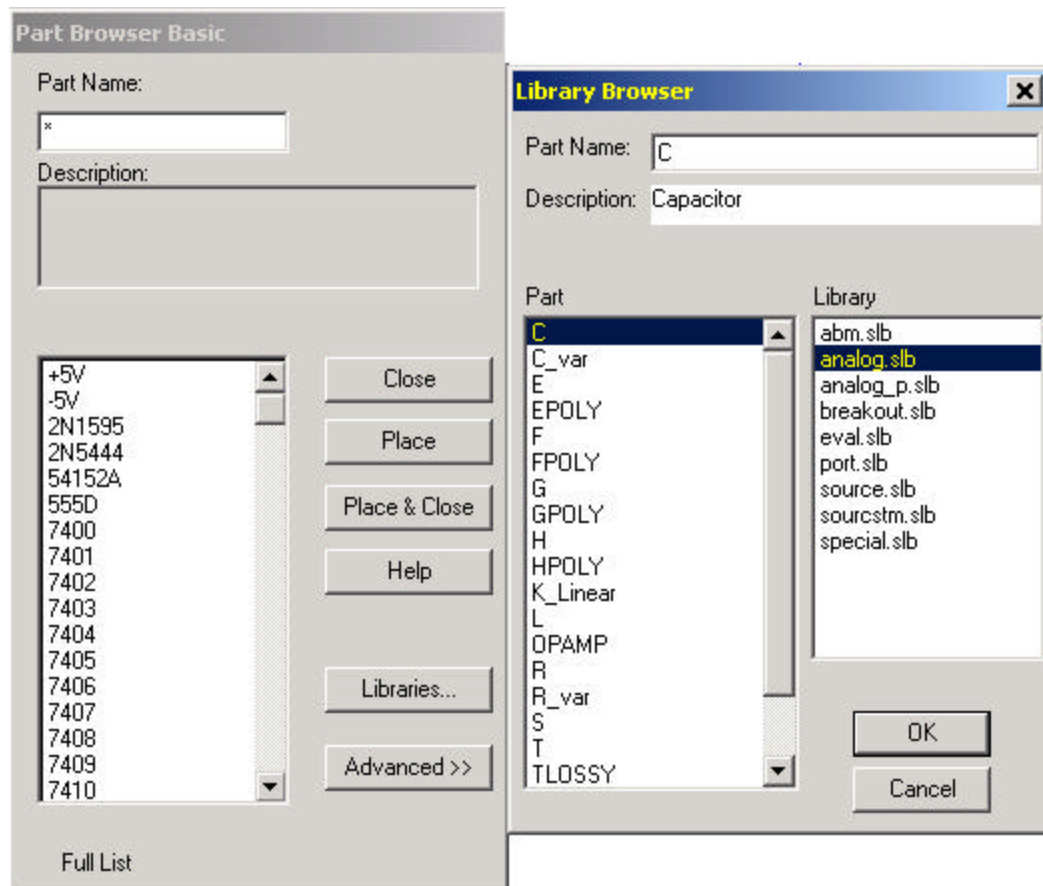 Part Browser Basic
Part Name:
*
Description:
+5V
-5V
2N1595
2N5444
54152A
555D
7400
7401
7402
7403
7404
7405
7406
7407
7408
7409
7410
Close
Place
Place & Close
Help
Libraries...
Advanced >>
Full List
Library Browser
Part Name: C
Description: Capacitor
Part
C
C_var
E
EPOLY
F
FPOLY
G
GPOLY
H
HPOLY
K_Linear
L
OPAMP
R
R_var
S
T
TLOSSY
Library
abm.slb
analog.slb
analog_p.slb
breakout.slb
eval.slb
port.slb
source.slb
sourcstm.slb
special.slb
OK
Cancel